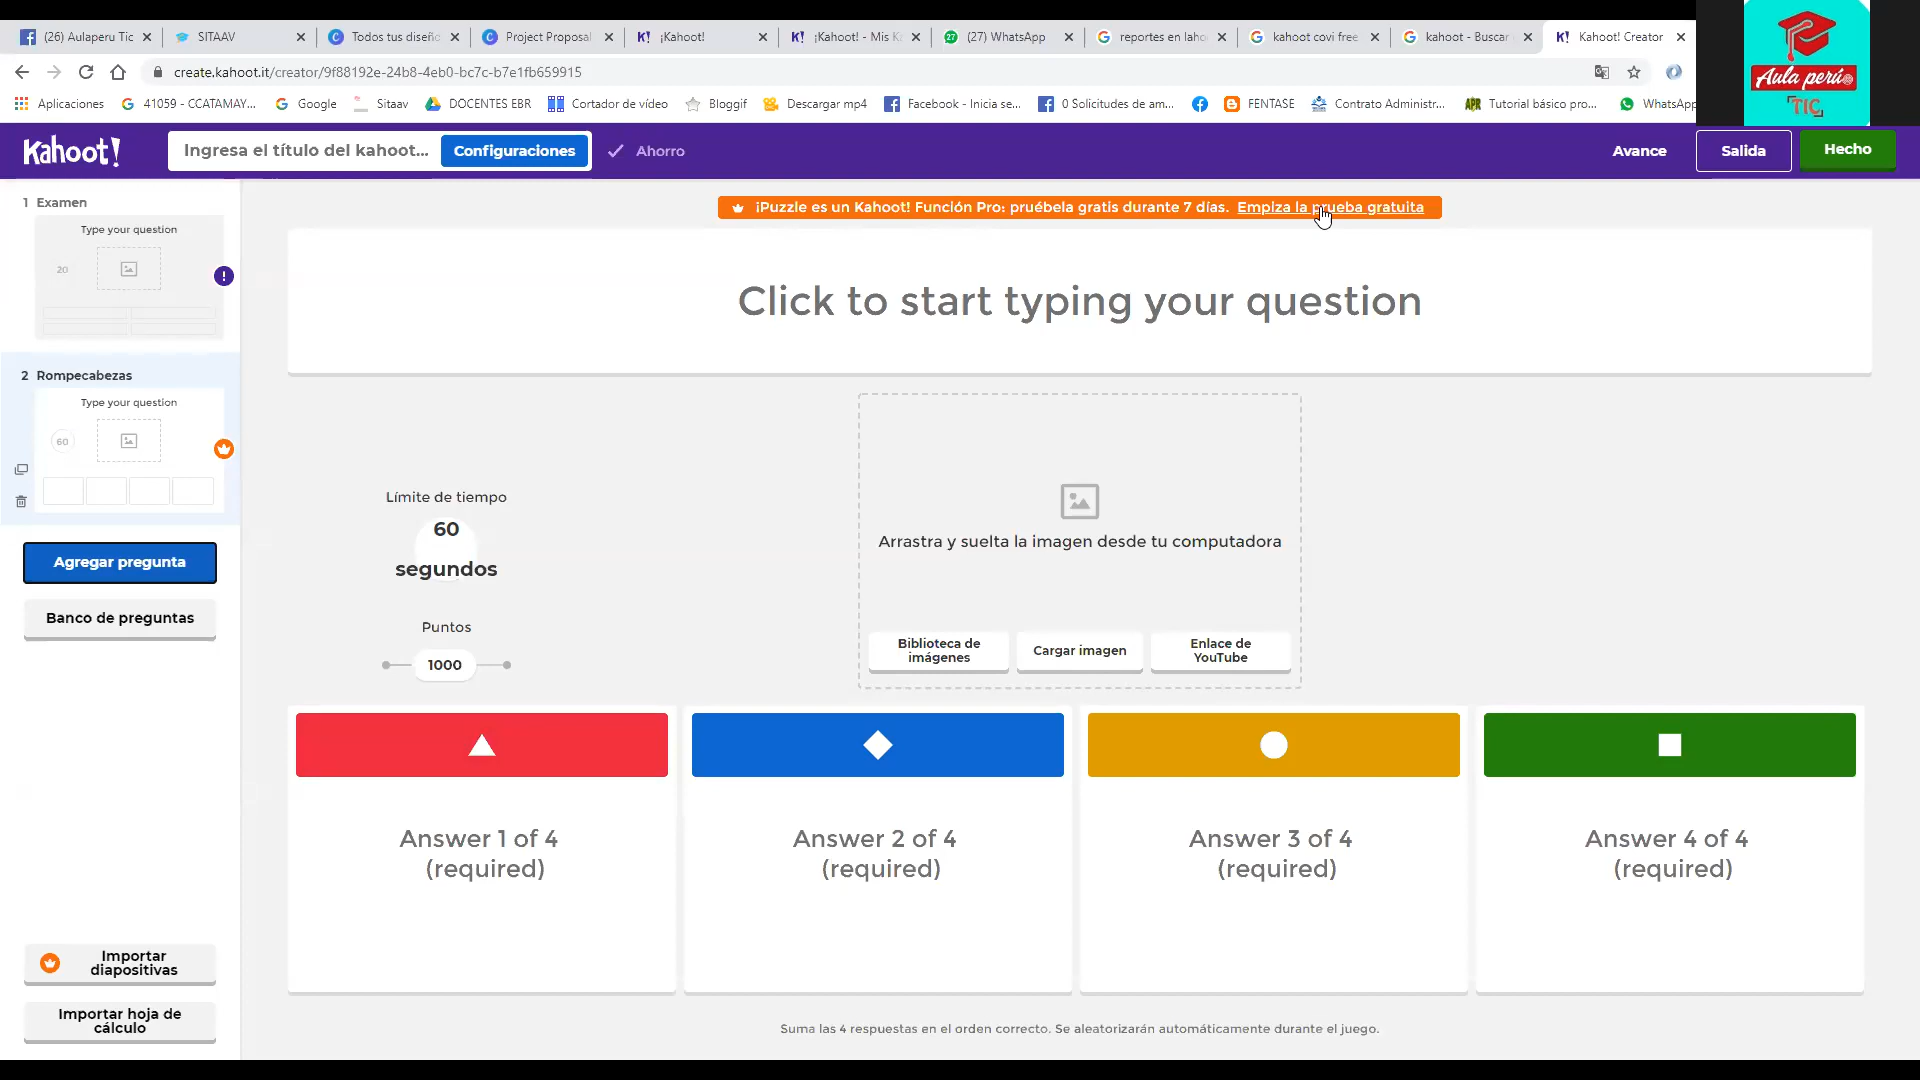 (26) Aulaperu Tic
SITAAV
Todos tus diseño
Project Proposal
¡Kahoot!
¡Kahoot! - Mis K
(27) WhatsApp
reportes en laho
kahoot covi free
kahoot - Buscar
Kahoot! Creator
create.kahoot.it/creator/9f88192e-24b8-4eb0-bc7c-b7e1fb659915
Aplicaciones
41059 - CCATAMAY...
Google
Sitaav
DOCENTES EBR
Cortador de vídeo
Bloggif
Descargar mp4
Facebook - Inicia se...
0 Solicitudes de am...
FENTASE
Contrato Administr...
Tutorial básico pro...
WhatsApp
Aula perú
TIC
Kahoot!
Ingresa el título del kahoot...
Configuraciones
Ahorro
Avance
Salida
Hecho
1 Examen
Type your question
20
2 Rompecabezas
Type your question
60
Agregar pregunta
Banco de preguntas
Importar
diapositivas
Importar hoja de
cálculo
¡Puzzle es un Kahoot! Función Pro: pruébela gratis durante 7 días. Empiza la prueba gratuita
Click to start typing your question
Límite de tiempo
60
segundos
Puntos
1000
Arrastra y suelta la imagen desde tu computadora
Biblioteca de
imágenes
Cargar imagen
Enlace de
YouTube
Answer 1 of 4
(required)
Answer 2 of 4
(required)
Answer 3 of 4
(required)
Answer 4 of 4
(required)
Suma las 4 respuestas en el orden correcto. Se aleatorizarán automáticamente durante el juego.